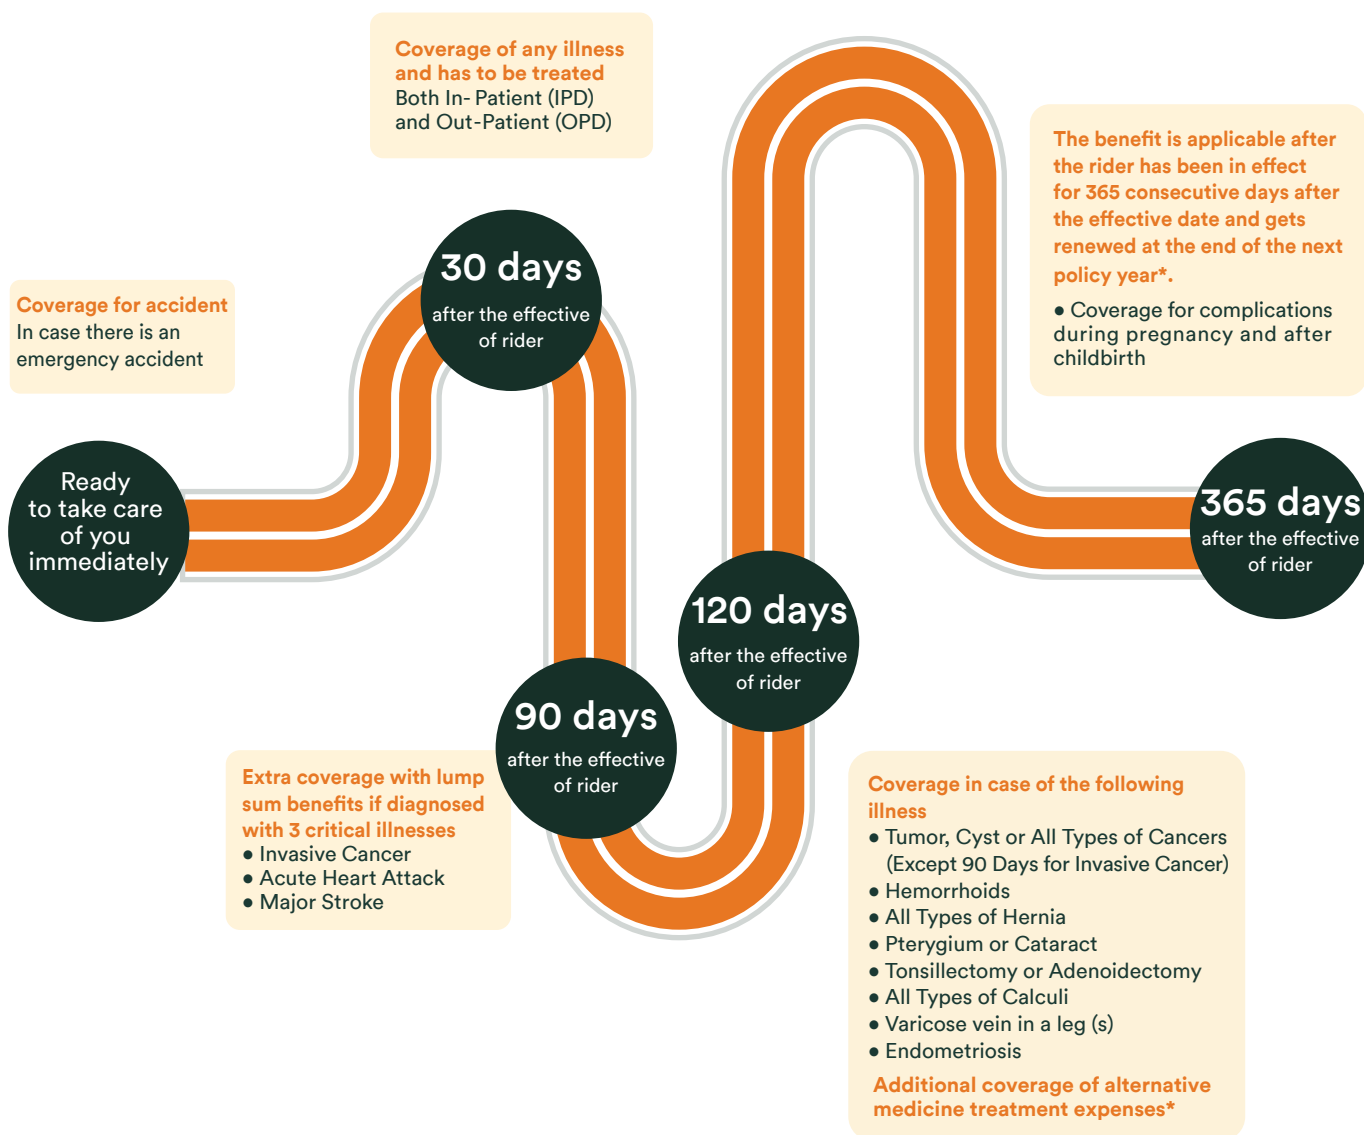 Coverage for accident
In case there is an
emergency accident
Ready
to take care
of you
immediately
Coverage of any illness
and has to be treated
Both In- Patient (IPD)
and Out-Patient (OPD)
30 days
after the effective
of rider
90 days
after the effective
of rider
Extra coverage with lump
sum benefits if diagnosed
with 3 critical illnesses
• Invasive Cancer
• Acute Heart Attack
• Major Stroke
120 days
after the effective
of rider
Coverage in case of the following
illness
• Tumor, Cyst or All Types of Cancers
(Except 90 Days for Invasive Cancer)
• Hemorrhoids
• All Types of Hernia
• Pterygium or Cataract
• Tonsillectomy or Adenoidectomy
• All Types of Calculi
• Varicose vein in a leg (s)
• Endometriosis
Additional coverage of alternative
medicine treatment expenses*
The benefit is applicable after
the rider has been in effect
for 365 consecutive days after
the effective date and gets
renewed at the end of the next
policy year*.
• Coverage for complications
during pregnancy and after
childbirth
365 days
after the effective
of rider